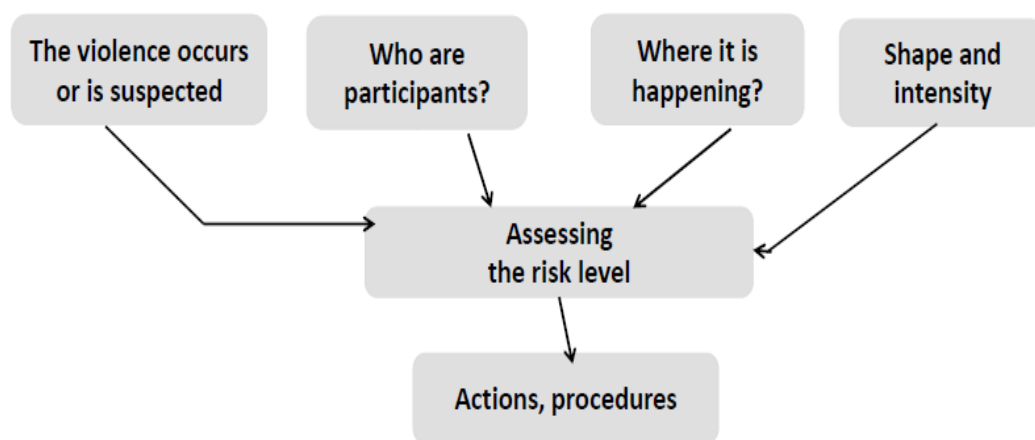 The violence occurs
or is suspected
Who are
participants?
Where it is
happening?
Shape and
intensity
Assessing
the risk level
Actions, procedures